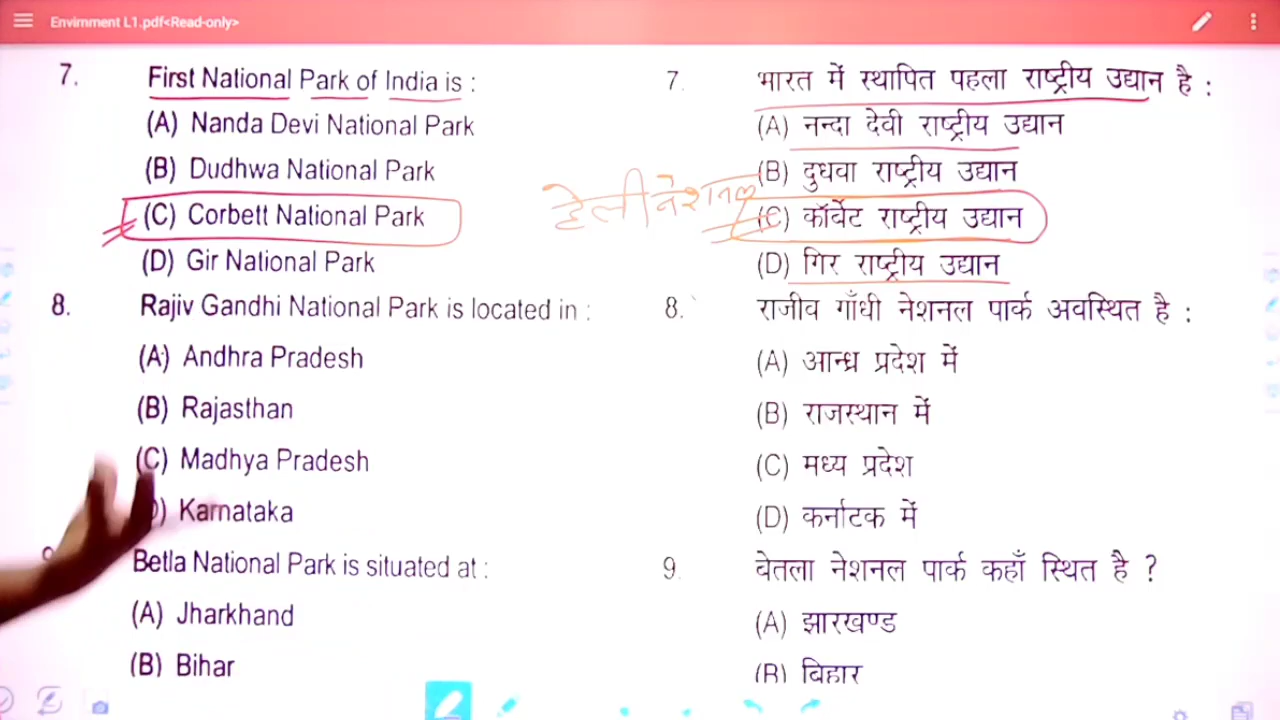 Envirnment L1.pdf<Read-only>
7. First National Park of India is :
(A) Nanda Devi National Park
(B) Dudhwa National Park
(C) Corbett National Park
(D) Gir National Park
8. Rajiv Gandhi National Park is located in :
(A) Andhra Pradesh
(B) Rajasthan
(C) Madhya Pradesh
(D) Karnataka
9. Betla National Park is situated at :
(A) Jharkhand
(B) Bihar
हेली नेशनल
7. भारत में स्थापित पहला राष्ट्रीय उद्यान है :
(A) नन्दा देवी राष्ट्रीय उद्यान
(B) दुधवा राष्ट्रीय उद्यान
(C) कॉर्वेट राष्ट्रीय उद्यान
(D) गिर राष्ट्रीय उद्यान
8. राजीव गाँधी नेशनल पार्क अवस्थित है :
(A) आन्ध्र प्रदेश में
(B) राजस्थान में
(C) मध्य प्रदेश
(D) कर्नाटक में
9. वेतला नेशनल पार्क कहाँ स्थित है ?
(A) झारखण्ड
(B) बिहार